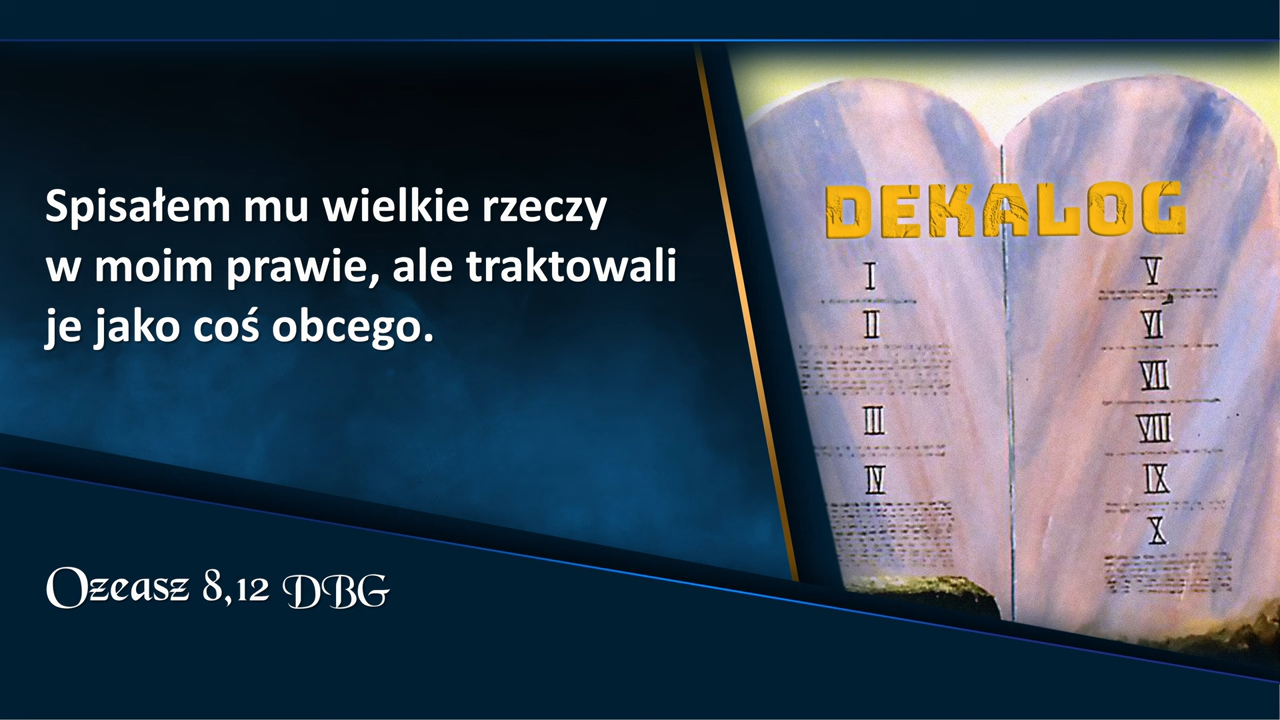 Spisałem mu wielkie rzeczy
w moim prawie, ale traktowali
je jako coś obcego.
Ozeasz 8,12 DBG
DEKALOG
I
II
III
IV
V
VI
VII
VIII
IX
X